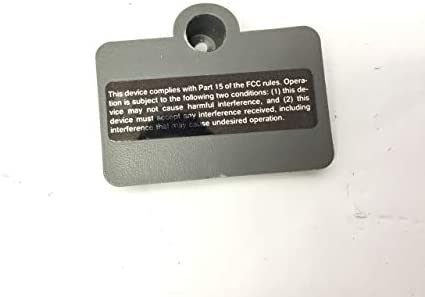 This device complies with Part 15 of the FCC rules. Opera-
tion is subject to the following two conditions: (1) this de-
vice may not cause harmful interference, and (2) this
device must accept any interference received, including
interference that may cause undesired operation.